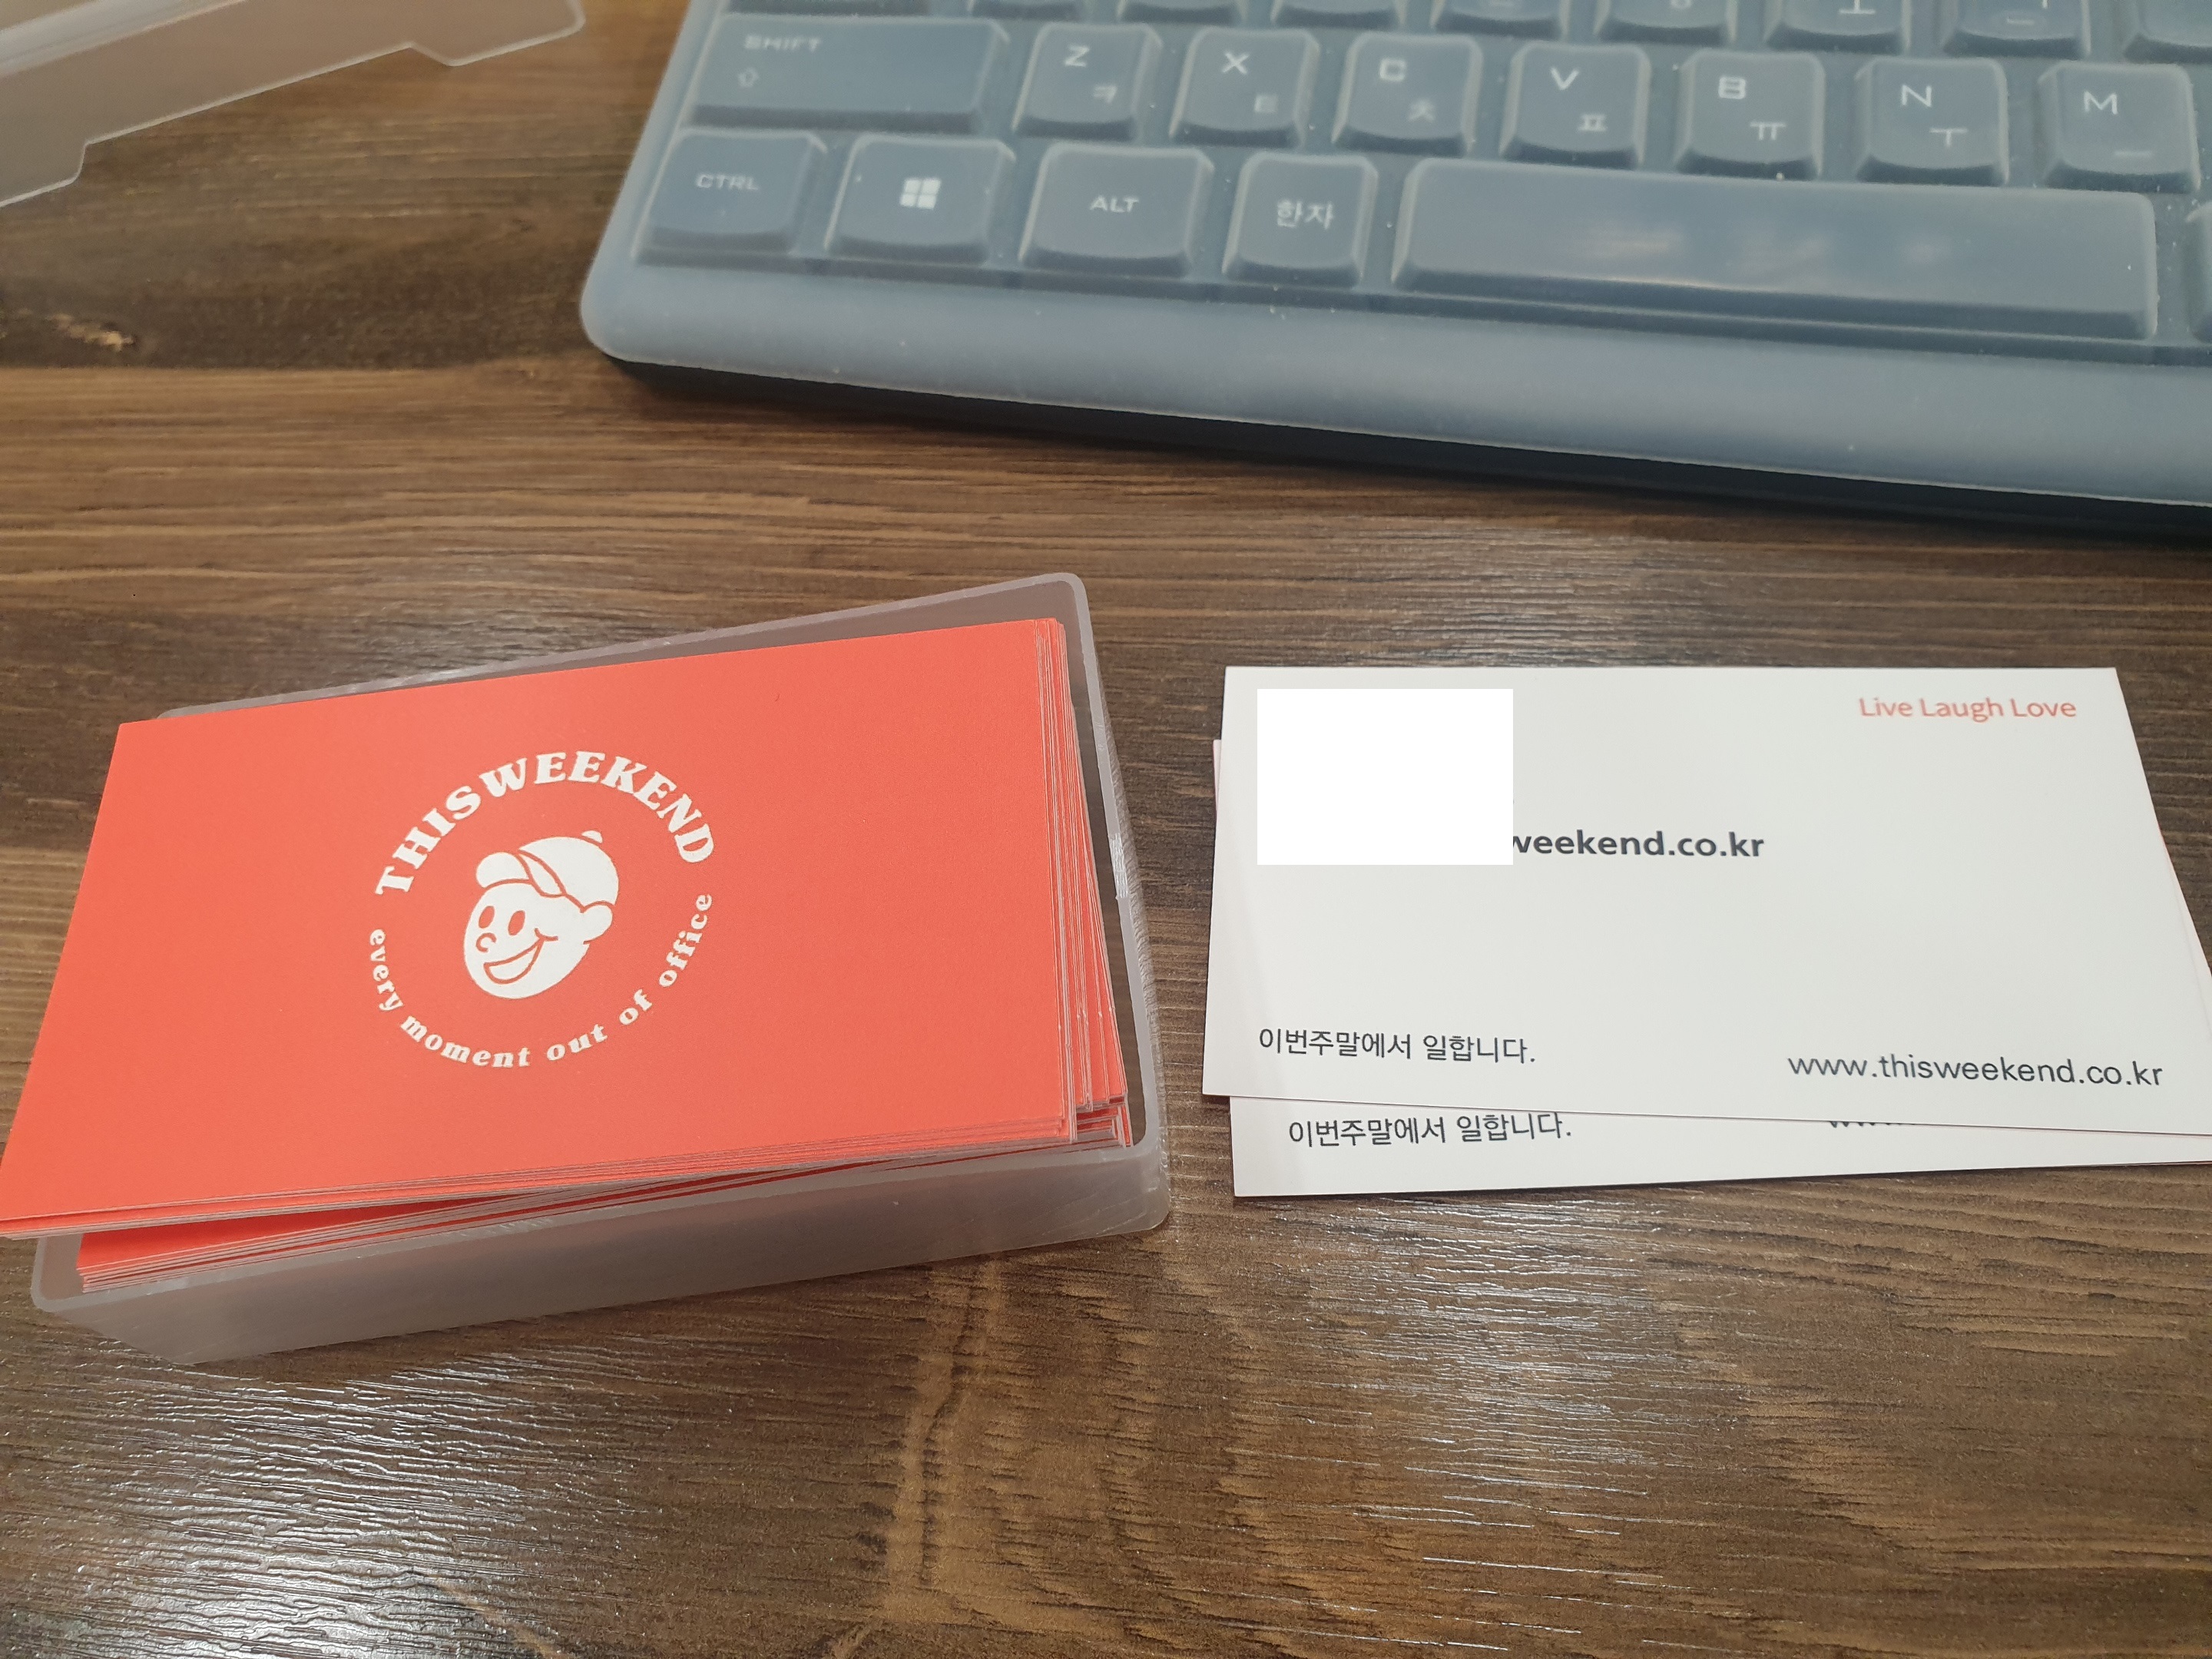 SHIFT
Z ㅋ
X ㅌ
C ㅊ
V ㅍ
B ㅠ
N ㅜ
M ㅡ
CTRL
ALT
한자
THISWEEKEND
every moment out of office
Live Laugh Love
weekend.co.kr
이번주말에서 일합니다.
www.thisweekend.co.kr
이번주말에서 일합니다.